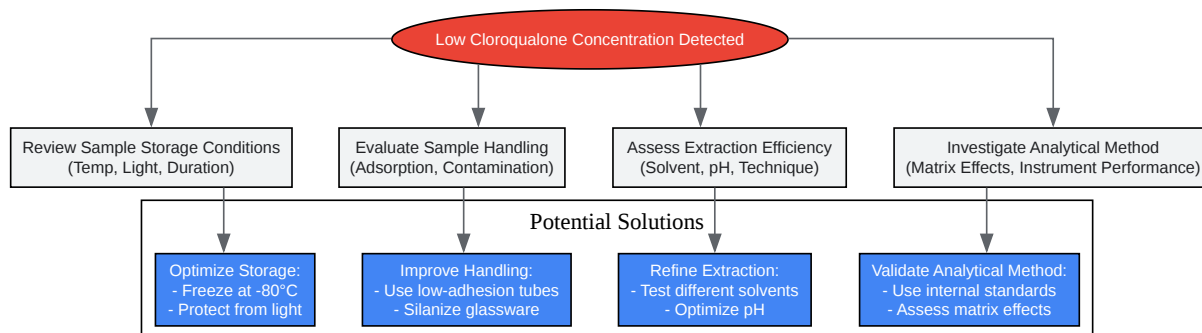 Low Cloroqualone Concentration Detected
Review Sample Storage Conditions
(Temp, Light, Duration)
Evaluate Sample Handling
(Adsorption, Contamination)
Assess Extraction Efficiency
(Solvent, pH, Technique)
Investigate Analytical Method
(Matrix Effects, Instrument Performance)
Potential Solutions
Optimize Storage:
- Freeze at -80°C
- Protect from light
Improve Handling:
- Use low-adhesion tubes
- Silanize glassware
Refine Extraction:
- Test different solvents
- Optimize pH
Validate Analytical Method:
- Use internal standards
- Assess matrix effects